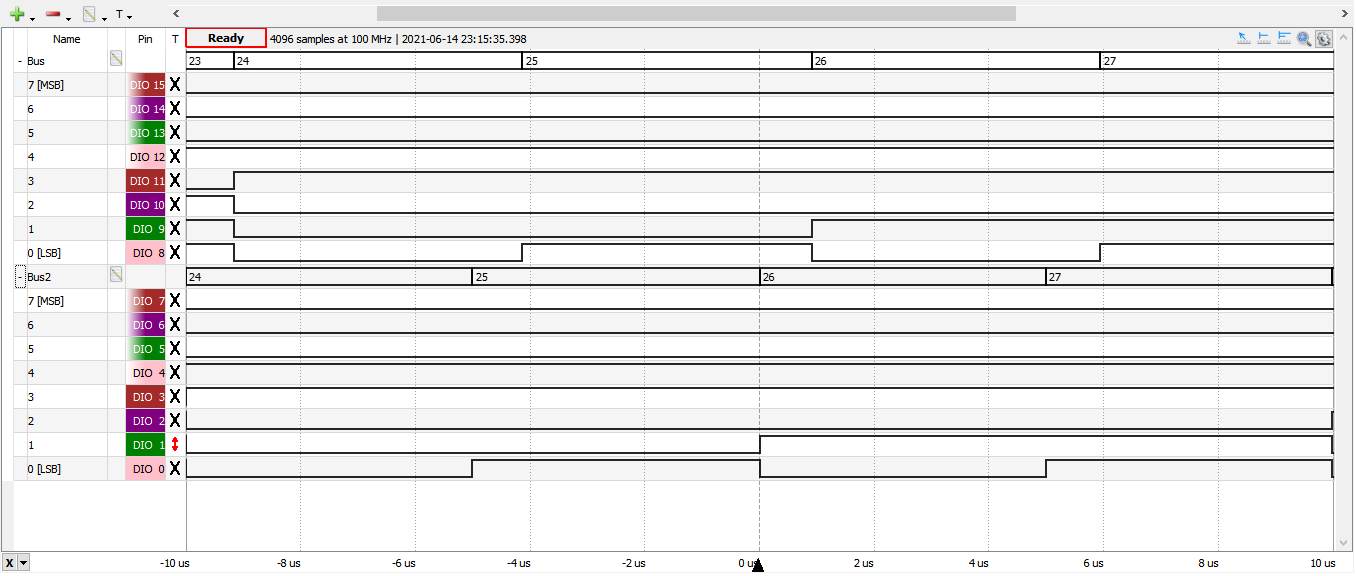 T
Name Pin T Ready 4096 samples at 100 MHz | 2021-06-14 23:15:35.398
- Bus 23 24 25 26 27
7 [MSB] DIO 15 X
6 DIO 14 X
5 DIO 13 X
4 DIO 12 X
3 DIO 11 X
2 DIO 10 X
1 DIO 9 X
0 [LSB] DIO 8 X
- Bus2 24 25 26 27
7 [MSB] DIO 7 X
6 DIO 6 X
5 DIO 5 X
4 DIO 4 X
3 DIO 3 X
2 DIO 2 X
1 DIO 1
0 [LSB] DIO 0 X
X -10 us -8 us -6 us -4 us -2 us 0 us 2 us 4 us 6 us 8 us 10 us